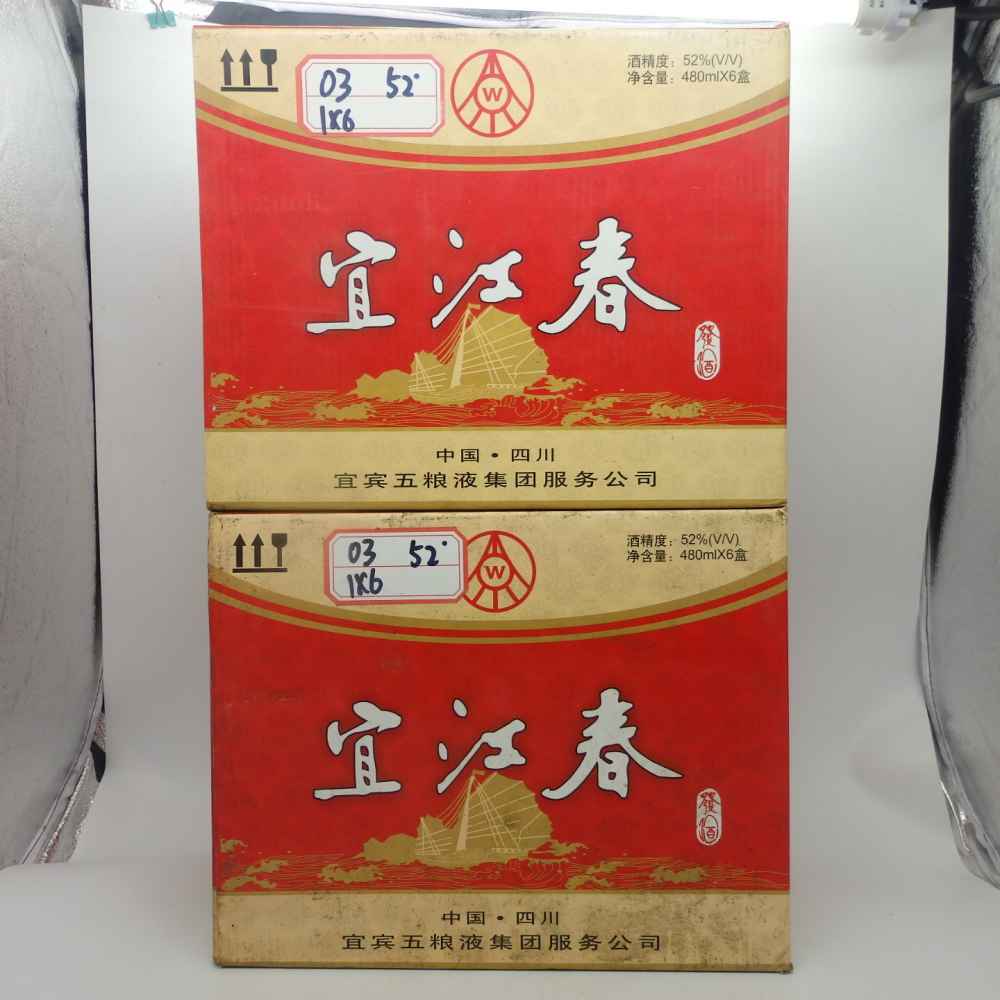 03 52°
1X6
W
酒精度：52%(V/V)
净含量：480mlX6盒
宜江春
發酒
中国·四川
宜宾五粮液集团服务公司
03 52°
1X6
W
酒精度：52%(V/V)
净含量：480mlX6盒
宜江春
發酒
中国·四川
宜宾五粮液集团服务公司